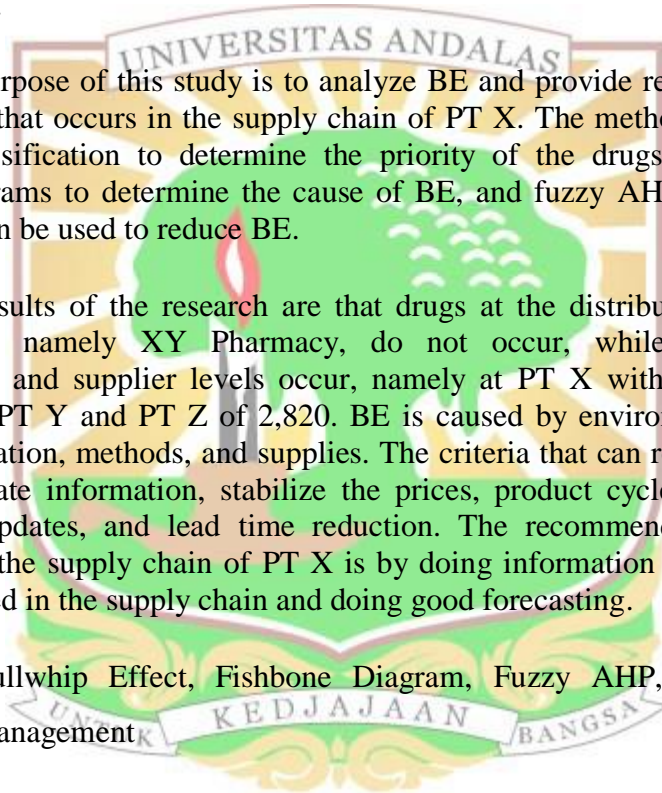 UNIVERSITAS ANDALAS
rpose of this study is to analyze BE and provide re
that occurs in the supply chain of PT X. The metho
sification to determine the priority of the drugs
rams to determine the cause of BE, and fuzzy AH
n be used to reduce BE.
sults of the research are that drugs at the distribu
namely XY Pharmacy, do not occur, while
and supplier levels occur, namely at PT X with
PT Y and PT Z of 2,820. BE is caused by enviro
ation, methods, and supplies. The criteria that can r
ate information, stabilize the prices, product cycle
updates, and lead time reduction. The recommen
the supply chain of PT X is by doing information
ed in the supply chain and doing good forecasting.
ullwhip Effect, Fishbone Diagram, Fuzzy AHP,
anagement
UNTUK KEDJAJAAN BANGSA